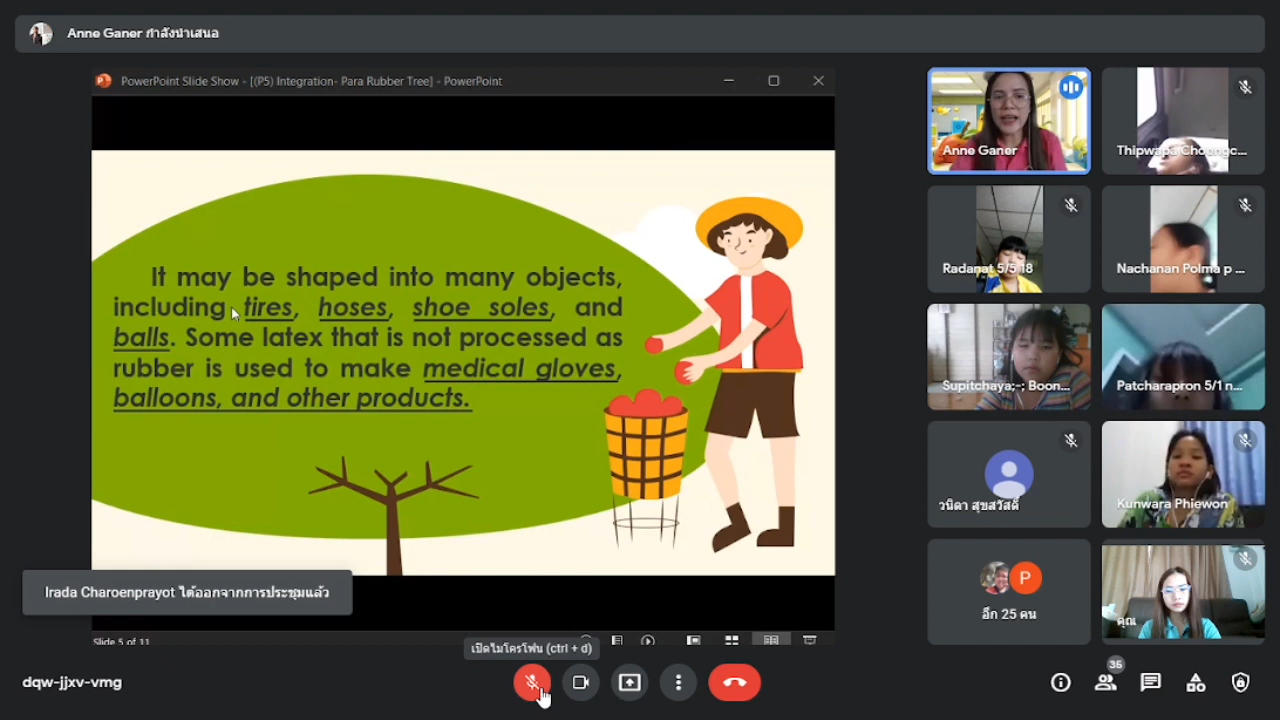 Anne Ganer กำลังนำเสนอ
PowerPoint Slide Show - [(P5) Integration- Para Rubber Tree] - PowerPoint
It may be shaped into many objects,
including tires, hoses, shoe soles, and
balls. Some latex that is not processed as
rubber is used to make medical gloves,
balloons, and other products.
Irada Charoenprayot ได้ออกจากการประชุมแล้ว
Slide 5 of 11
เปิดไมโครโฟน (ctrl + d)
dqw-jjxv-vmg
Anne Ganer
Thipwapa Choongc...
Radanat 5/5 18
Nachanan Polma p ...
Supitchaya;-; Boon...
Patcharapron 5/1 n...
วนิดา สุขสวัสดิ์
Kunwara Phiewon
P
อีก 25 คน
คุณ
35